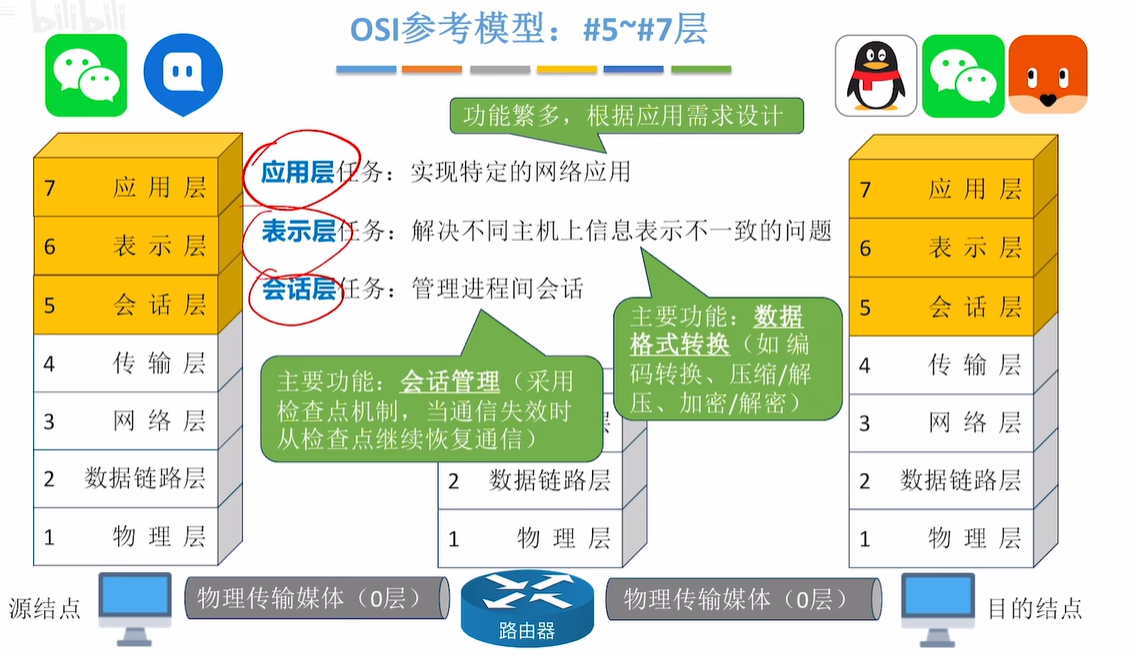 bilibili
OSI参考模型：#5~#7层
功能繁多，根据应用需求设计
应用层任务：实现特定的网络应用
表示层任务：解决不同主机上信息表示不一致的问题
会话层任务：管理进程间会话
主要功能：数据
格式转换（如 编
码转换、压缩/解
压、加密/解密）
主要功能：会话管理（采用
检查点机制，当通信失效时
从检查点继续恢复通信）
7 应用层
6 表示层
5 会话层
4 传输层
3 网络层
2 数据链路层
1 物理层
层
2 数据链路层
1 物理层
7 应用层
6 表示层
5 会话层
4 传输层
3 网络层
2 数据链路层
1 物理层
源结点
物理传输媒体（0层）
路由器
物理传输媒体（0层）
目的结点